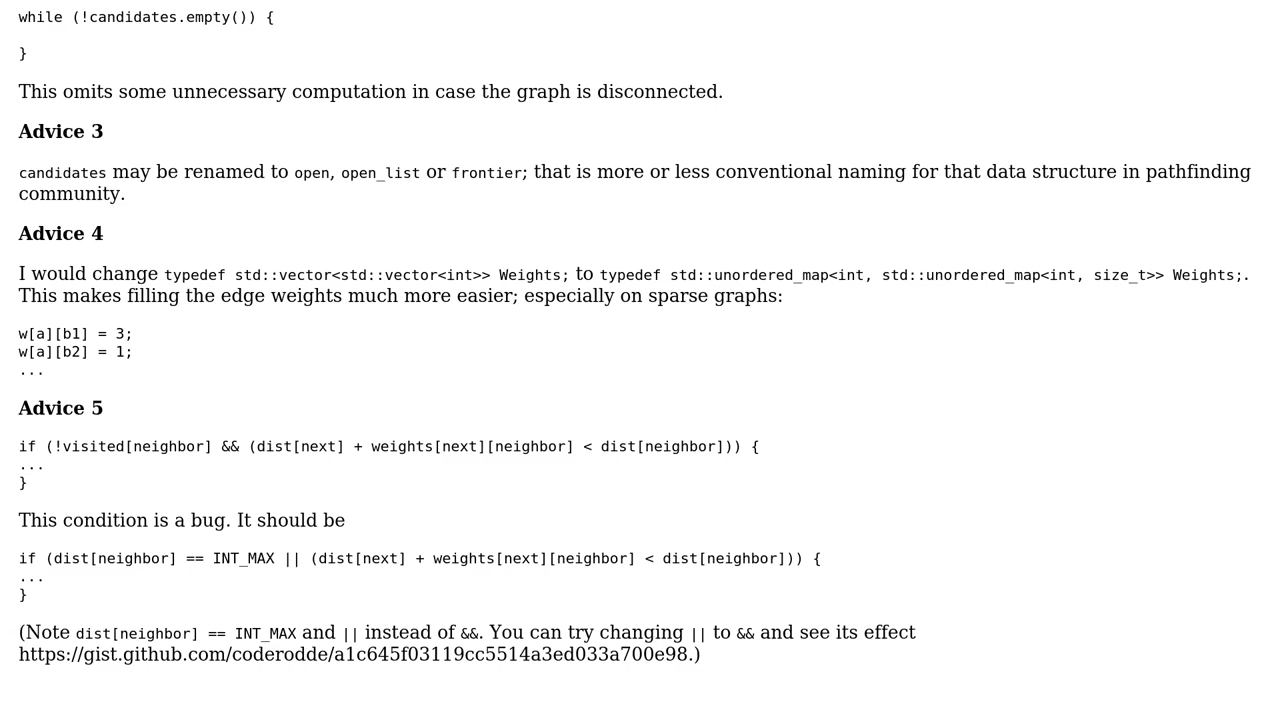 while (!candidates.empty()) {
}
This omits some unnecessary computation in case the graph is disconnected.
Advice 3
candidates may be renamed to open, open_list or frontier; that is more or less conventional naming for that data structure in pathfinding
community.
Advice 4
I would change typedef std::vector<std::vector<int>> Weights; to typedef std::unordered_map<int, std::unordered_map<int, size_t>> Weights;.
This makes filling the edge weights much more easier; especially on sparse graphs:
w[a][b1] = 3;
w[a][b2] = 1;
...
Advice 5
if (!visited[neighbor] && (dist[next] + weights[next][neighbor] < dist[neighbor])) {
...
}
This condition is a bug. It should be
if (dist[neighbor] == INT_MAX || (dist[next] + weights[next][neighbor] < dist[neighbor])) {
...
}
(Note dist[neighbor] == INT_MAX and || instead of &&. You can try changing || to && and see its effect
https://gist.github.com/coderodde/a1c645f03119cc5514a3ed033a700e98.)